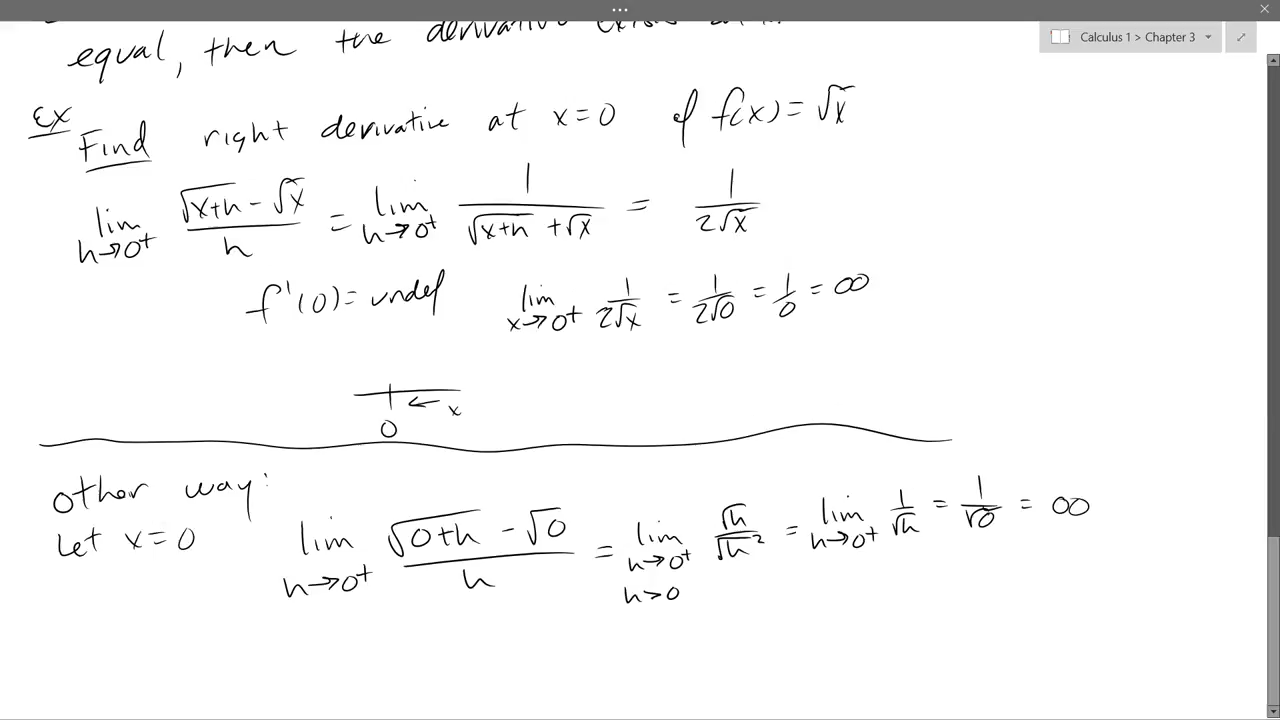 Calculus 1 > Chapter 3
equal, then the derivative exists
Ex Find right derivative at x=0 of f(x) = √x
lim h→0⁺ (√(x+h) - √x)/h = lim h→0⁺ 1/(√(x+h) + √x) = 1/(2√x)
f'(0) = undef lim x→0⁺ 1/(2√x) = 1/(2√0) = 1/0 = ∞
← x
0
other way:
Let x=0 lim h→0⁺ (√(0+h) - √0)/h = lim h→0⁺ √h/√h² = lim h→0⁺ 1/√h = 1/√0 = ∞
h>0